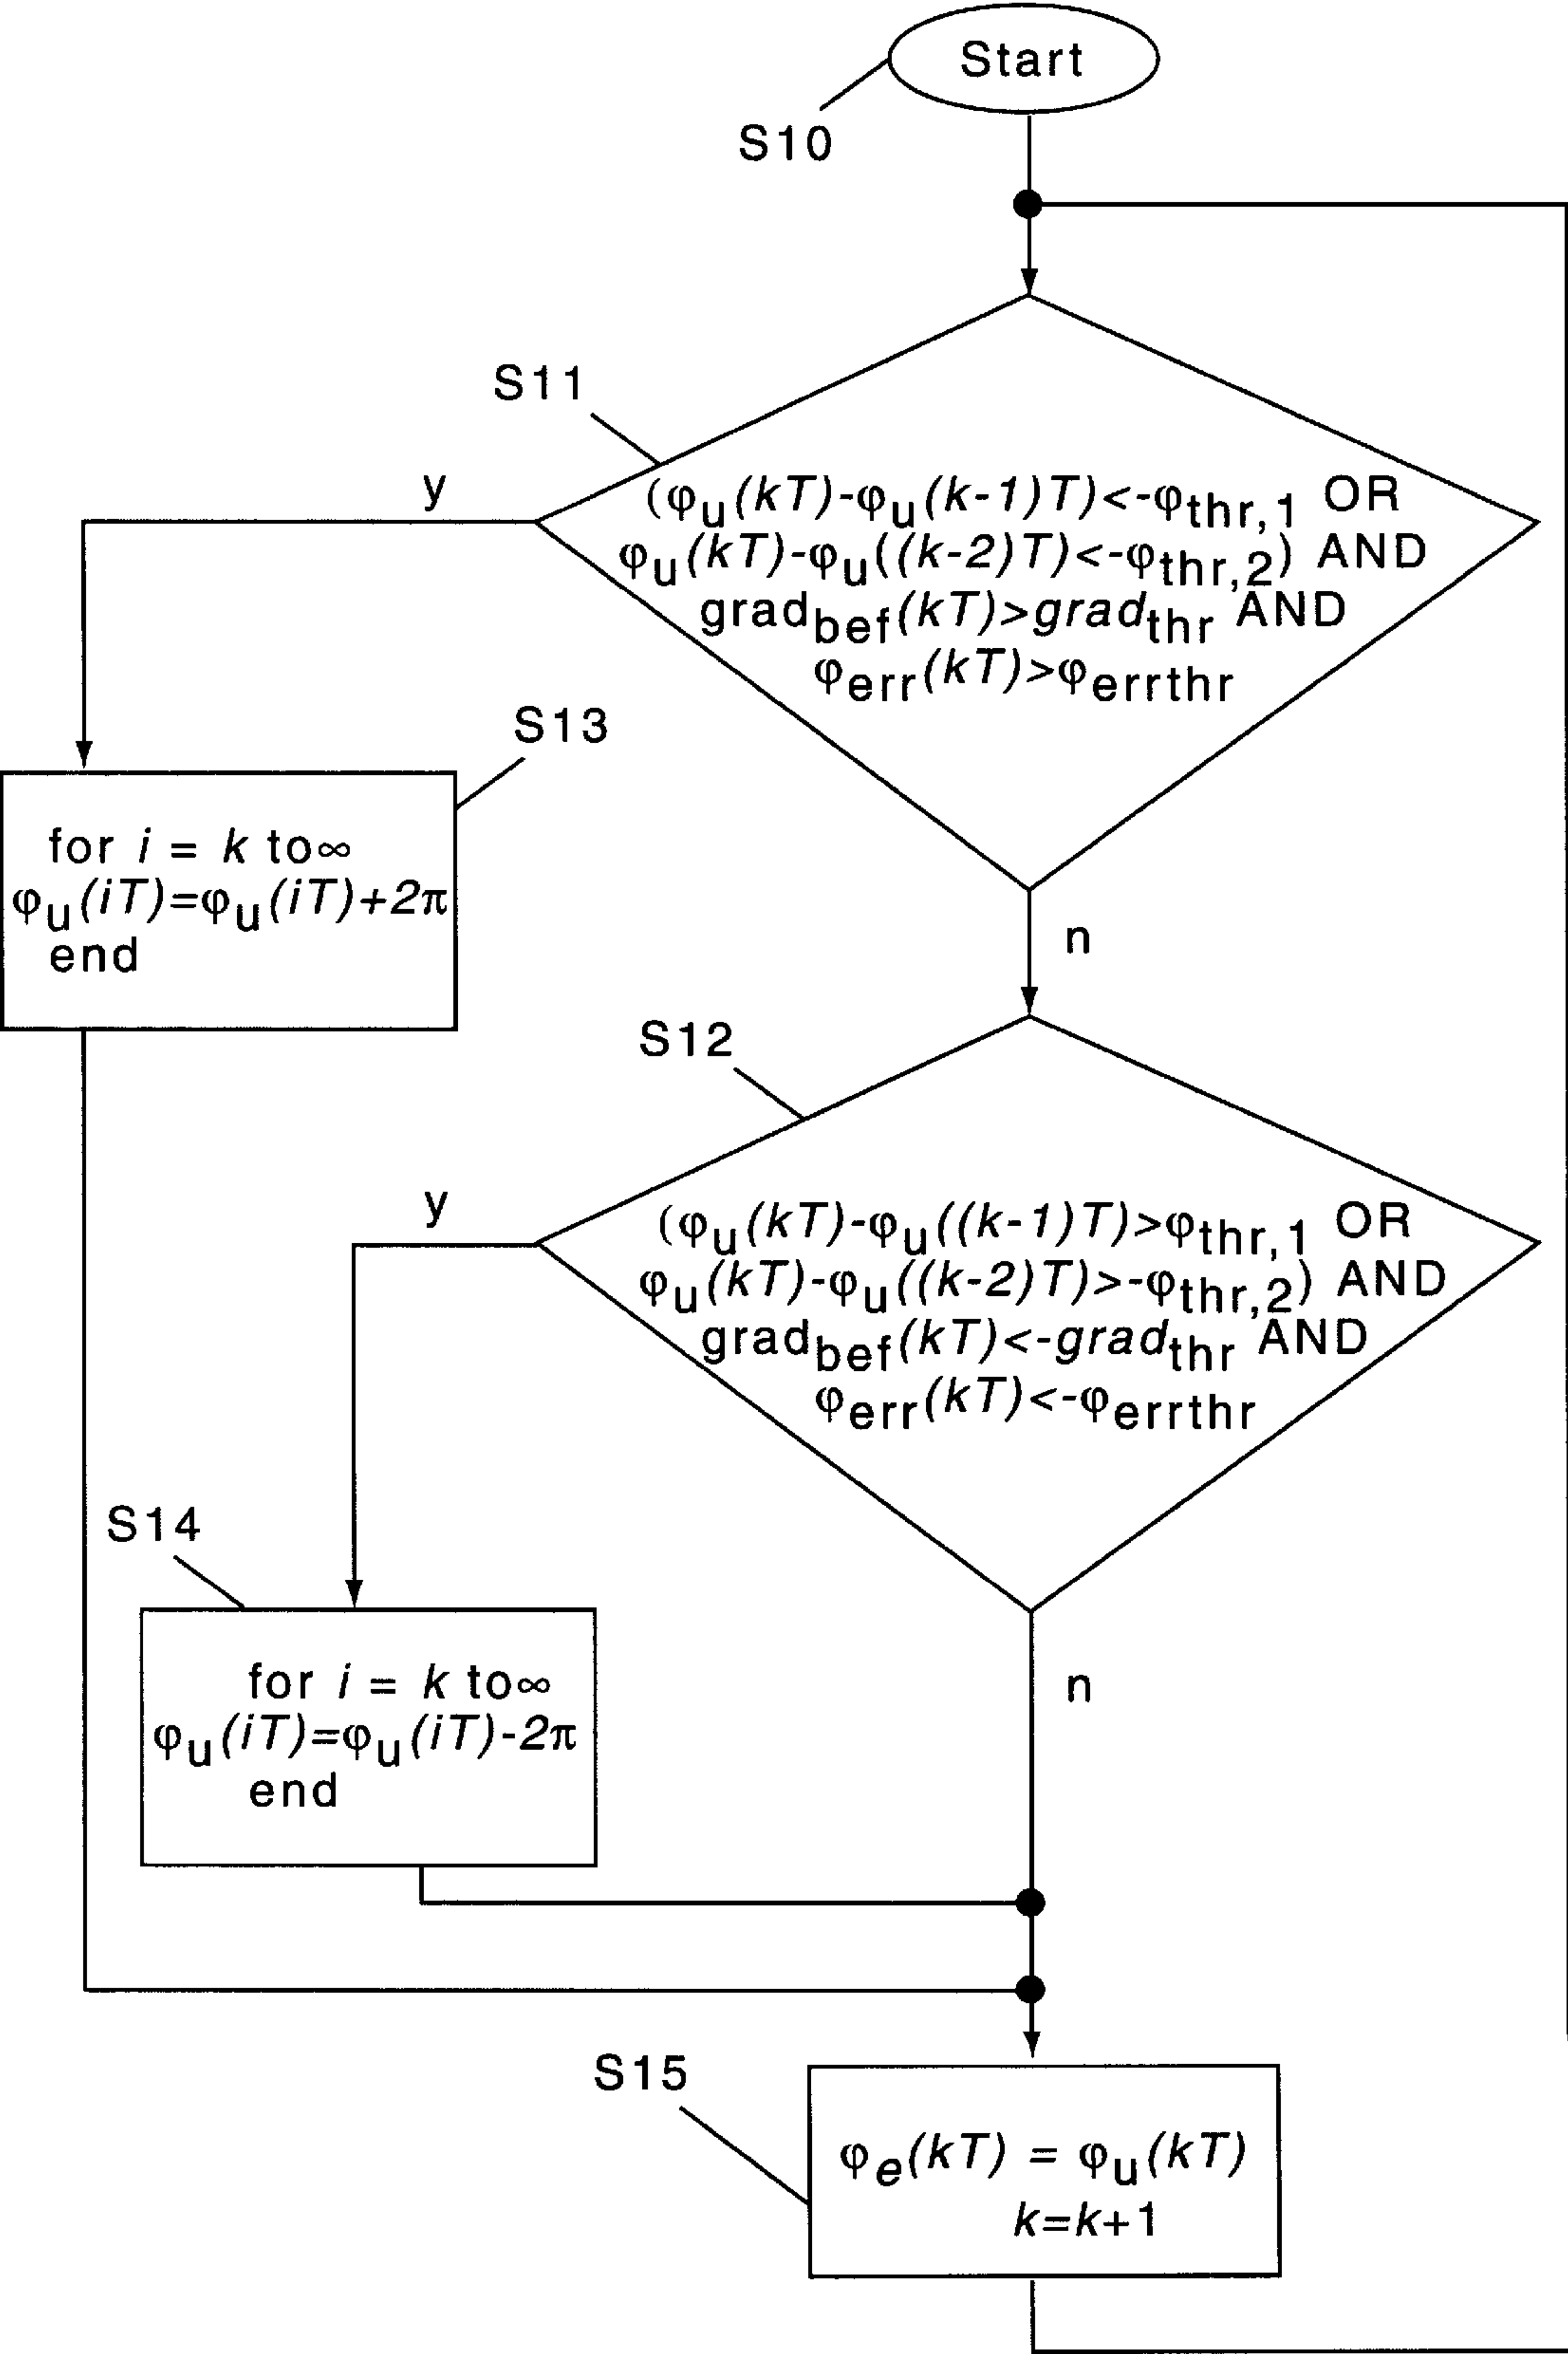 Start
S10
S11
y
(φu(kT)-φu(k-1)T)<-φthr,1 OR
φu(kT)-φu((k-2)T)<-φthr,2) AND
gradbef(kT)>gradthr AND
φerr(kT)>φerrthr
S13
for i = k to∞
φu(iT)=φu(iT)+2π
end
n
S12
y
(φu(kT)-φu((k-1)T)>φthr,1 OR
φu(kT)-φu((k-2)T)>-φthr,2) AND
gradbef(kT)<-gradthr AND
φerr(kT)<-φerrthr
S14
for i = k to∞
φu(iT)=φu(iT)-2π
end
n
S15
φe(kT) = φu(kT)
k=k+1